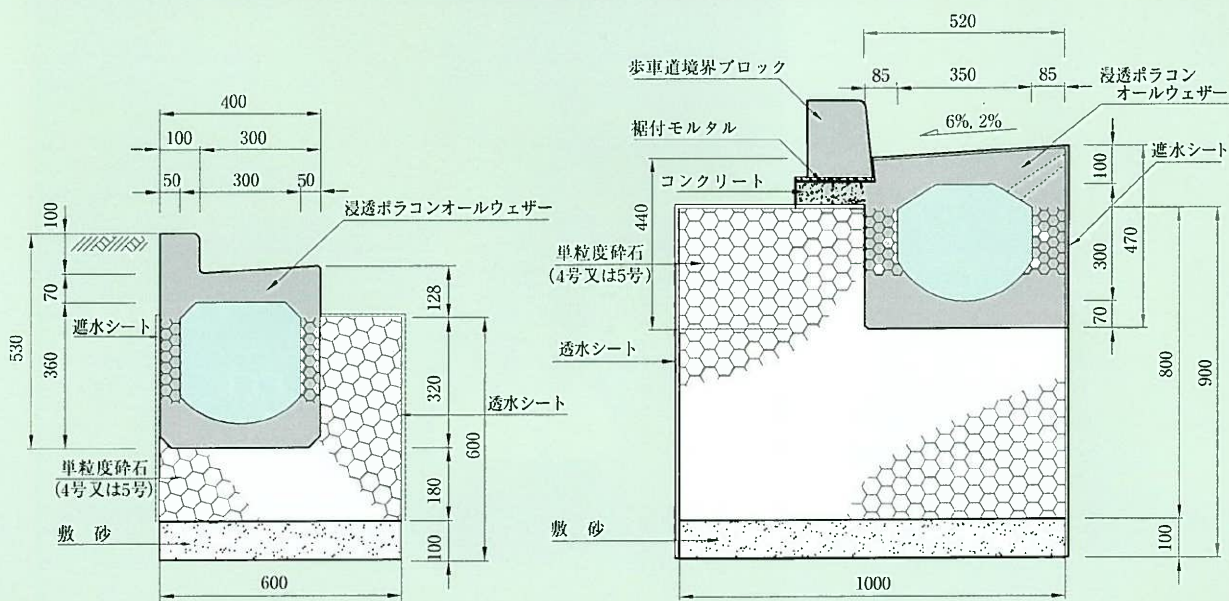 400
100
300
50
300
50
100
70
530
360
浸透ポラコンオールウェザー
遮水シート
128
320
180
100
600
透水シート
単粒度砕石
(4号又は5号)
敷 砂
600
520
85
350
85
歩車道境界ブロック
浸透ポラコン
オールウェザー
6%, 2%
裾付モルタル
遮水シート
コンクリート
440
100
300
70
470
単粒度砕石
(4号又は5号)
透水シート
800
900
敷 砂
100
1000